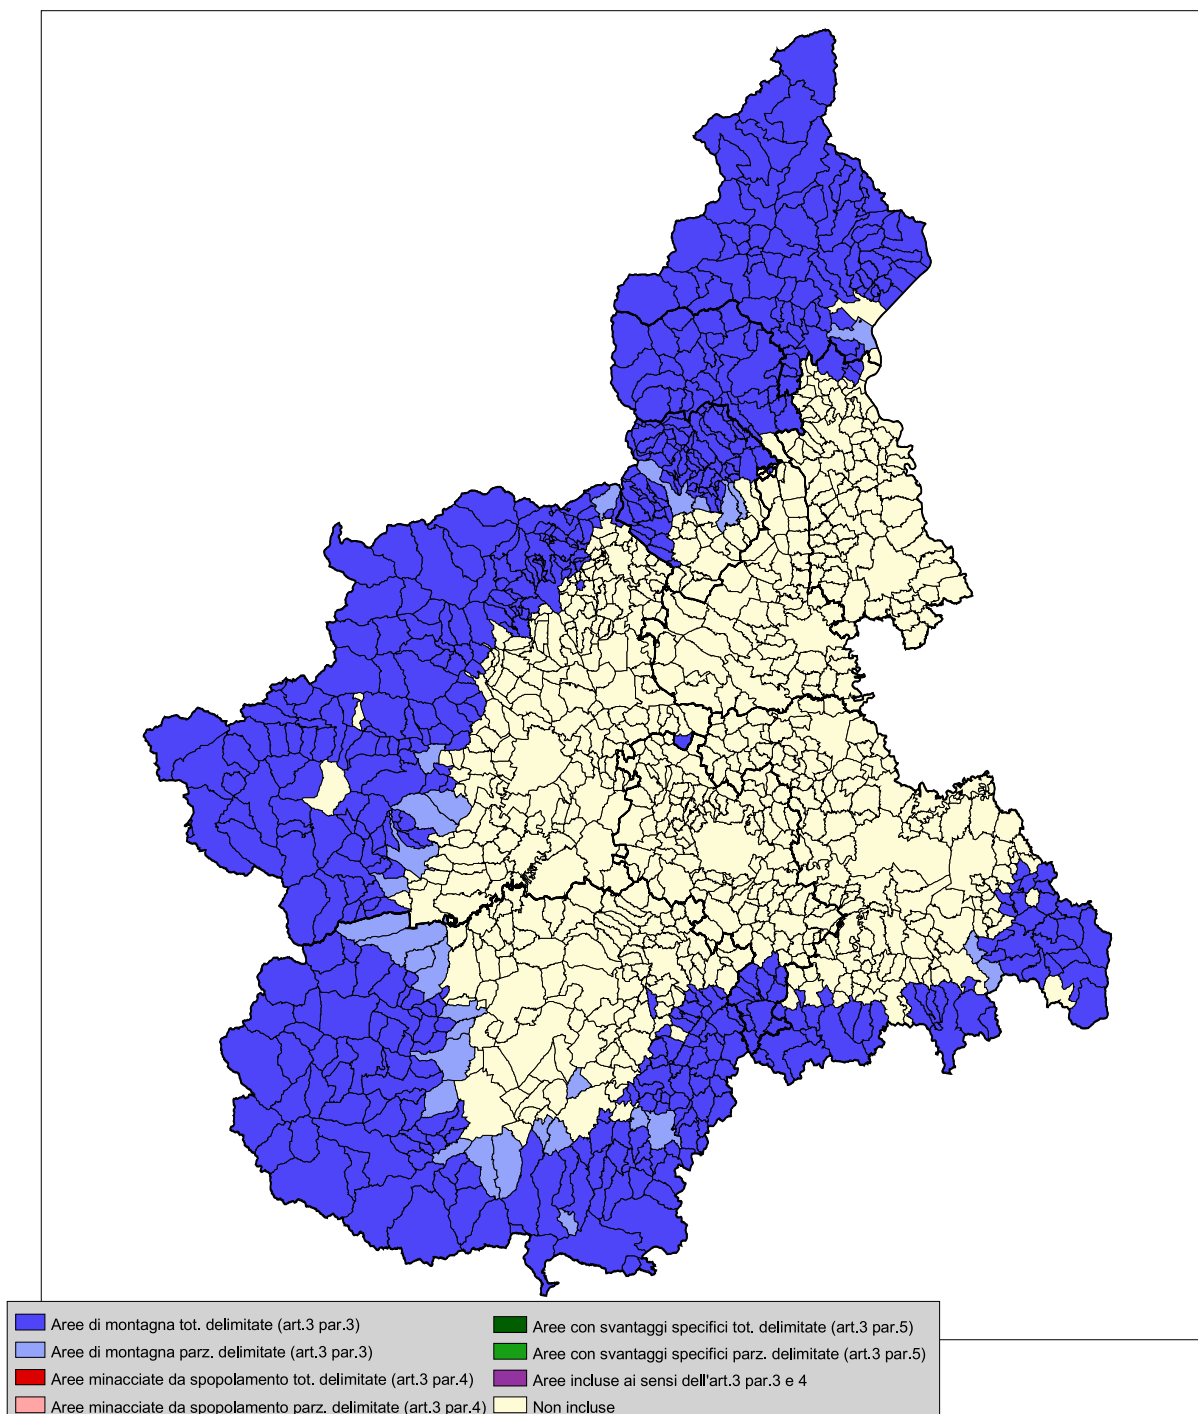 Aree di montagna tot. delimitate (art.3 par.3)
Aree di montagna parz. delimitate (art.3 par.3)
Aree minacciate da spopolamento tot. delimitate (art.3 par.4)
Aree minacciate da spopolamento parz. delimitate (art.3 par.4)
Aree con svantaggi specifici tot. delimitate (art.3 par.5)
Aree con svantaggi specifici parz. delimitate (art.3 par.5)
Aree incluse ai sensi dell'art.3 par.3 e 4
Non incluse